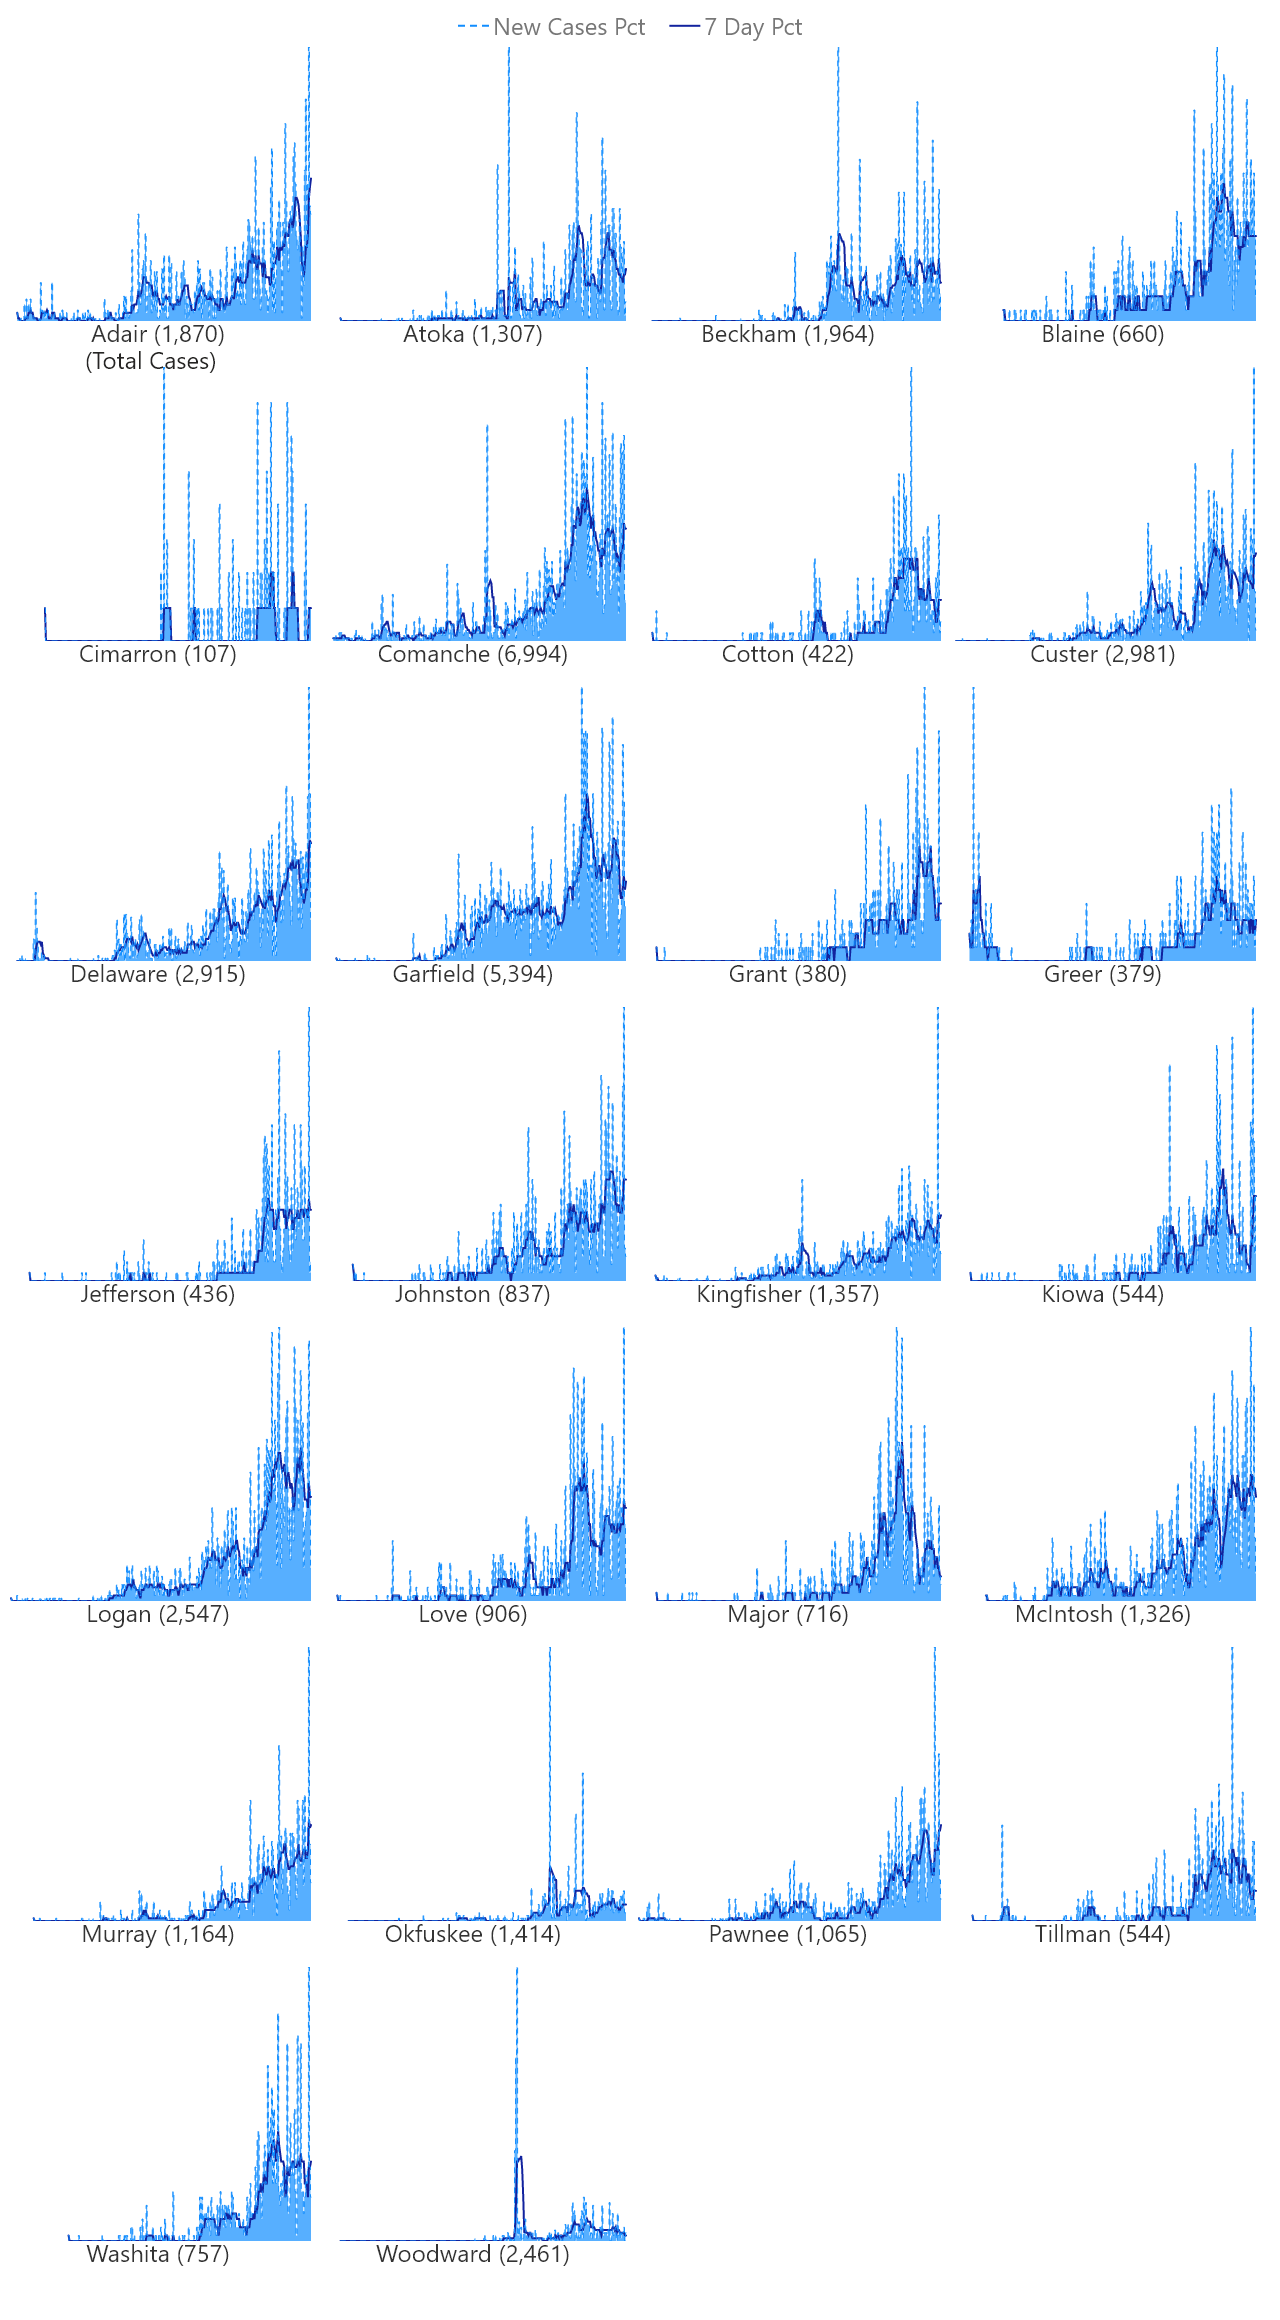 New Cases Pct 7 Day Pct
Adair (1,870) Atoka (1,307) Beckham (1,964) Blaine (660)
(Total Cases)
Cimarron (107) Comanche (6,994) Cotton (422) Custer (2,981)
Delaware (2,915) Garfield (5,394) Grant (380) Greer (379)
Jefferson (436) Johnston (837) Kingfisher (1,357) Kiowa (544)
Logan (2,547) Love (906) Major (716) McIntosh (1,326)
Murray (1,164) Okfuskee (1,414) Pawnee (1,065) Tillman (544)
Washita (757) Woodward (2,461)